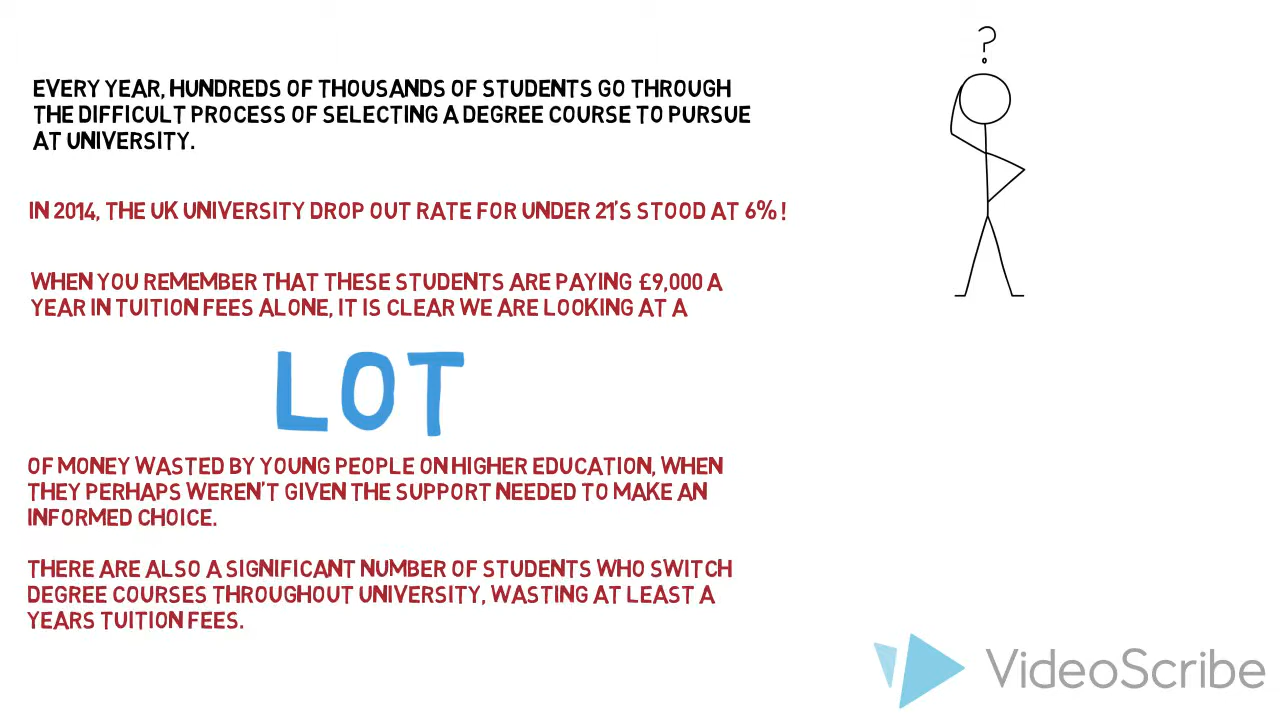 ?
EVERY YEAR, HUNDREDS OF THOUSANDS OF STUDENTS GO THROUGH
THE DIFFICULT PROCESS OF SELECTING A DEGREE COURSE TO PURSUE
AT UNIVERSITY.
IN 2014, THE UK UNIVERSITY DROP OUT RATE FOR UNDER 21'S STOOD AT 6% !
WHEN YOU REMEMBER THAT THESE STUDENTS ARE PAYING £9,000 A
YEAR IN TUITION FEES ALONE, IT IS CLEAR WE ARE LOOKING AT A
LOT
OF MONEY WASTED BY YOUNG PEOPLE ON HIGHER EDUCATION, WHEN
THEY PERHAPS WEREN'T GIVEN THE SUPPORT NEEDED TO MAKE AN
INFORMED CHOICE.
THERE ARE ALSO A SIGNIFICANT NUMBER OF STUDENTS WHO SWITCH
DEGREE COURSES THROUGHOUT UNIVERSITY, WASTING AT LEAST A
YEARS TUITION FEES.
VideoScribe